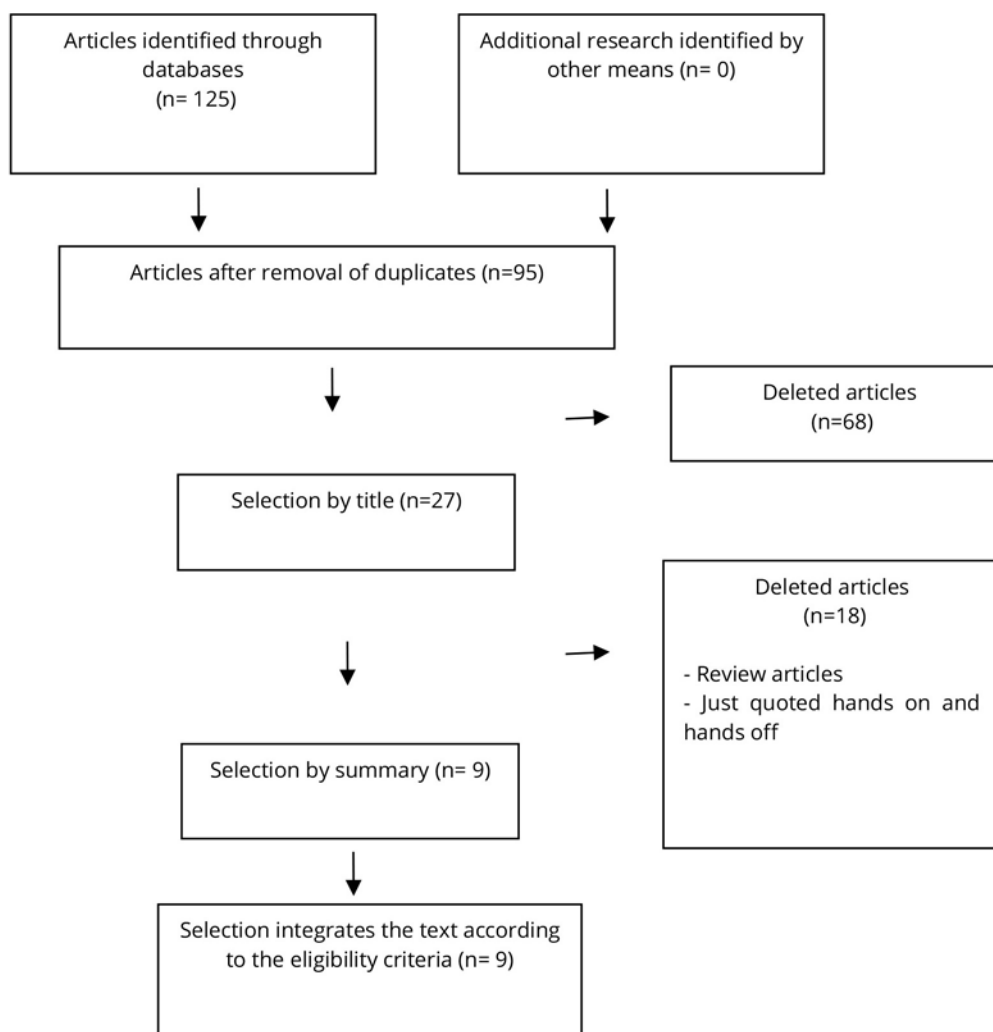 Articles identified through
databases
(n= 125)
Additional research identified by
other means (n= 0)
Articles after removal of duplicates (n=95)
Deleted articles
(n=68)
Selection by title (n=27)
Deleted articles
(n=18)
- Review articles
- Just quoted hands on and
hands off
Selection by summary (n= 9)
Selection integrates the text according
to the eligibility criteria (n= 9)